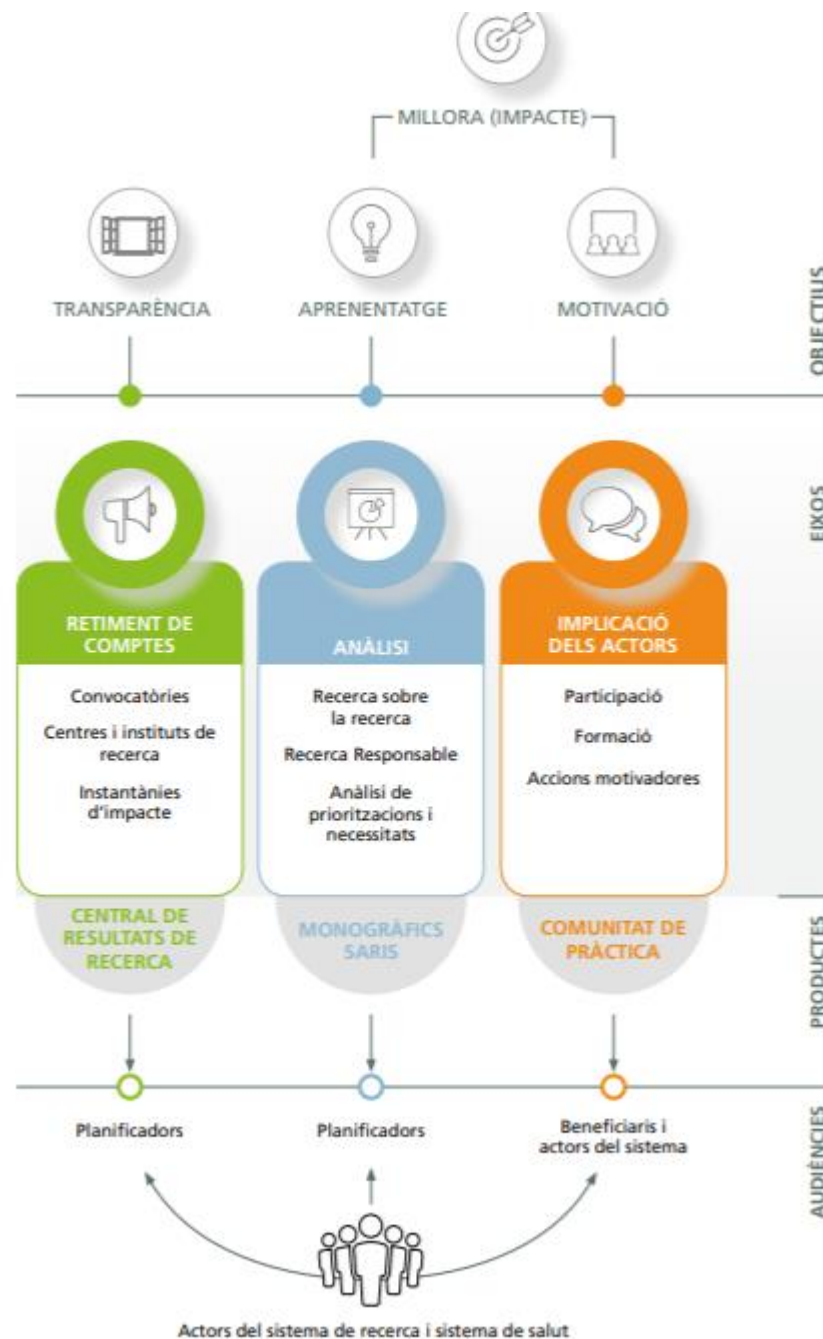 MILLORA (IMPACTE)
TRANSPARÈNCIA
APRENENTATGE
MOTIVACIÓ
OBJECTIUS
EIXOS
RETIMENT DE
COMPTES
Convocatòries
Centres i instituts de
recerca
Instantànies
d'impacte
CENTRAL DE
RESULTATS DE
RECERCA
ANÀLISI
Recerca sobre
la recerca
Recerca Responsable
Anàlisi de
prioritzacions i
necessitats
MONOGRÀFICS
SARIS
IMPLICACIÓ
DELS ACTORS
Participació
Formació
Accions motivadores
COMUNITAT DE
PRÀCTICA
PRODUCTES
Planificadors
Planificadors
Beneficiaris i
actors del sistema
AUDIÈNCIES
Actors del sistema de recerca i sistema de salut